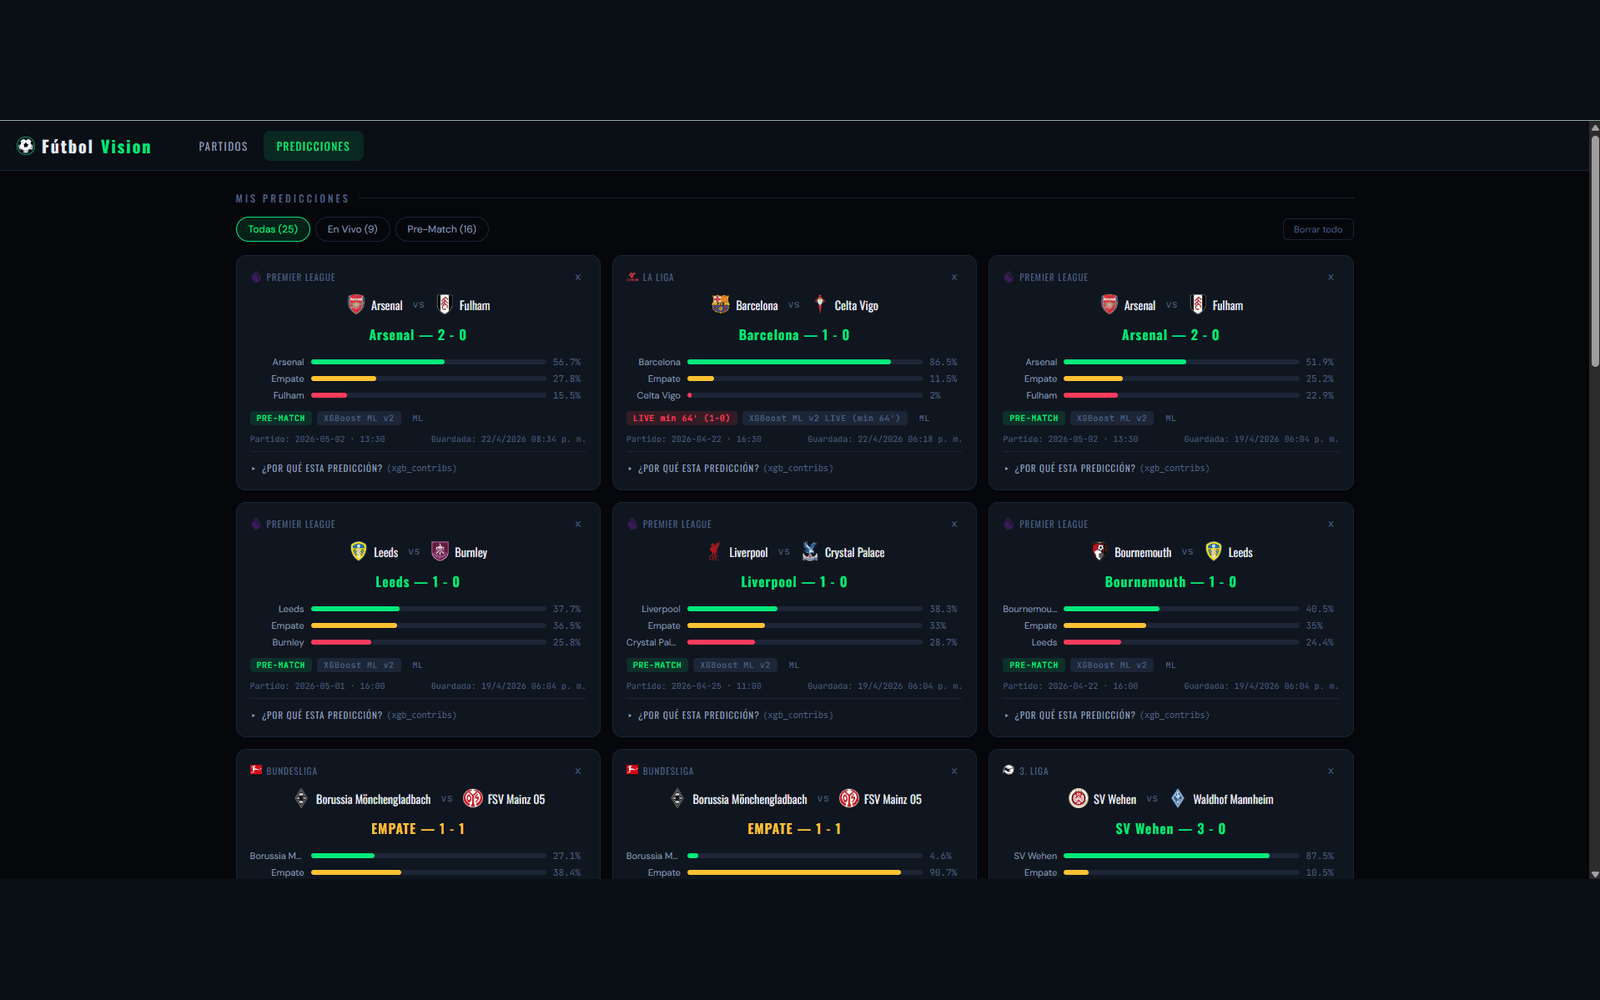 Fútbol Vision PARTIDOS PREDICCIONES
MIS PREDICCIONES
Todas (25) En Vivo (9) Pre-Match (16) Borrar todo
PREMIER LEAGUE x
Arsenal VS Fulham
Arsenal — 2 - 0
Arsenal 56.7%
Empate 27.8%
Fulham 15.5%
PRE-MATCH XGBoost ML v2 ML
Partido: 2026-05-02 · 13:30 Guardada: 22/4/2026 08:34 p. m.
▸ ¿POR QUÉ ESTA PREDICCIÓN? (xgb_contribs)
LA LIGA x
Barcelona VS Celta Vigo
Barcelona — 1 - 0
Barcelona 86.5%
Empate 11.5%
Celta Vigo 2%
LIVE min 64' (1-0) XGBoost ML v2 LIVE (min 64') ML
Partido: 2026-04-22 · 16:30 Guardada: 22/4/2026 06:18 p. m.
▸ ¿POR QUÉ ESTA PREDICCIÓN? (xgb_contribs)
PREMIER LEAGUE x
Arsenal VS Fulham
Arsenal — 2 - 0
Arsenal 51.9%
Empate 25.2%
Fulham 22.9%
PRE-MATCH XGBoost ML v2 ML
Partido: 2026-05-02 · 13:30 Guardada: 19/4/2026 06:04 p. m.
▸ ¿POR QUÉ ESTA PREDICCIÓN? (xgb_contribs)
PREMIER LEAGUE x
Leeds VS Burnley
Leeds — 1 - 0
Leeds 37.7%
Empate 36.5%
Burnley 25.8%
PRE-MATCH XGBoost ML v2 ML
Partido: 2026-05-01 · 16:00 Guardada: 19/4/2026 06:04 p. m.
▸ ¿POR QUÉ ESTA PREDICCIÓN? (xgb_contribs)
PREMIER LEAGUE x
Liverpool VS Crystal Palace
Liverpool — 1 - 0
Liverpool 38.3%
Empate 33%
Crystal Pal... 28.7%
PRE-MATCH XGBoost ML v2 ML
Partido: 2026-04-25 · 11:00 Guardada: 19/4/2026 06:04 p. m.
▸ ¿POR QUÉ ESTA PREDICCIÓN? (xgb_contribs)
PREMIER LEAGUE x
Bournemouth VS Leeds
Bournemouth — 1 - 0
Bournemou... 40.5%
Empate 35%
Leeds 24.4%
PRE-MATCH XGBoost ML v2 ML
Partido: 2026-04-22 · 16:00 Guardada: 19/4/2026 06:04 p. m.
▸ ¿POR QUÉ ESTA PREDICCIÓN? (xgb_contribs)
BUNDESLIGA x
Borussia Mönchengladbach VS FSV Mainz 05
EMPATE — 1 - 1
Borussia M... 27.1%
Empate 38.4%
BUNDESLIGA x
Borussia Mönchengladbach VS FSV Mainz 05
EMPATE — 1 - 1
Borussia M... 4.6%
Empate 90.7%
3. LIGA x
SV Wehen VS Waldhof Mannheim
SV Wehen — 3 - 0
SV Wehen 87.5%
Empate 10.5%